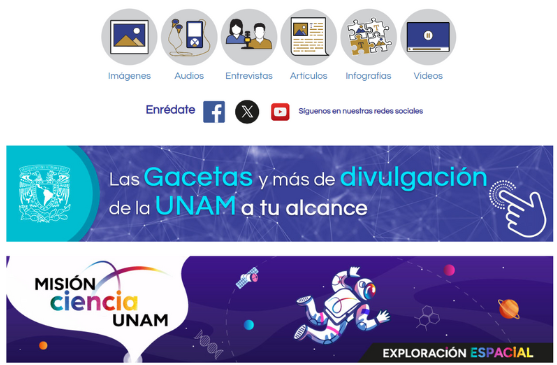 Imágenes
Audios
Entrevistas
Artículos
Infografías
Videos
Enrédate
Síguenos en nuestras redes sociales
Las Gacetas y más de divulgación
de la UNAM a tu alcance
MISIÓN
ciencia
UNAM
EXPLORACIÓN ESPACIAL